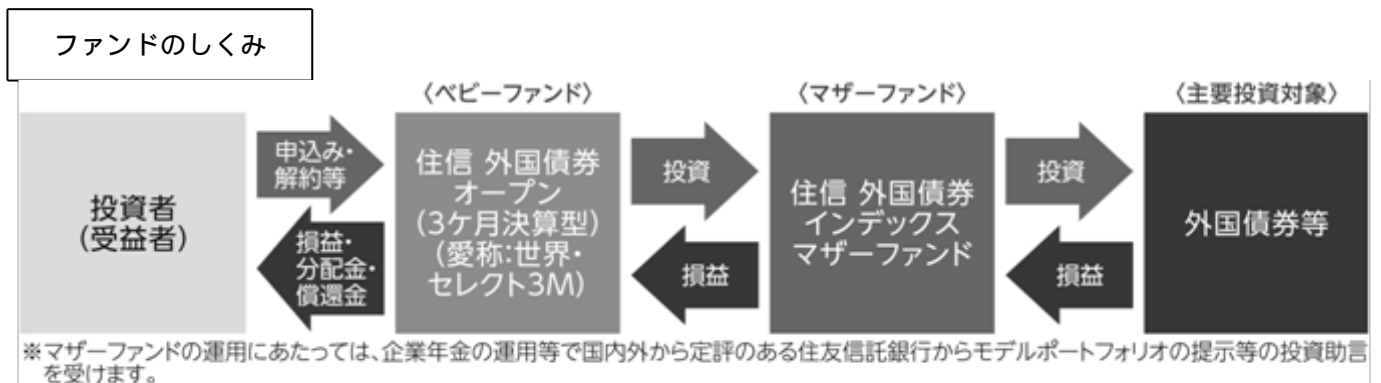 ファンドのしくみ
〈ベビーファンド〉
〈マザーファンド〉
〈主要投資対象〉
投資者
(受益者)
申込み・
解約等
損益・
分配金・
償還金
住信 外国債券
オープン
(3ケ月決算型)
(愛称:世界・
セレクト3M)
投資
損益
住信 外国債券
インデックス
マザーファンド
投資
損益
外国債券等
※マザーファンドの運用にあたっては、企業年金の運用等で国内外から定評のある住友信託銀行からモデルポートフォリオの提示等の投資助言
を受けます。